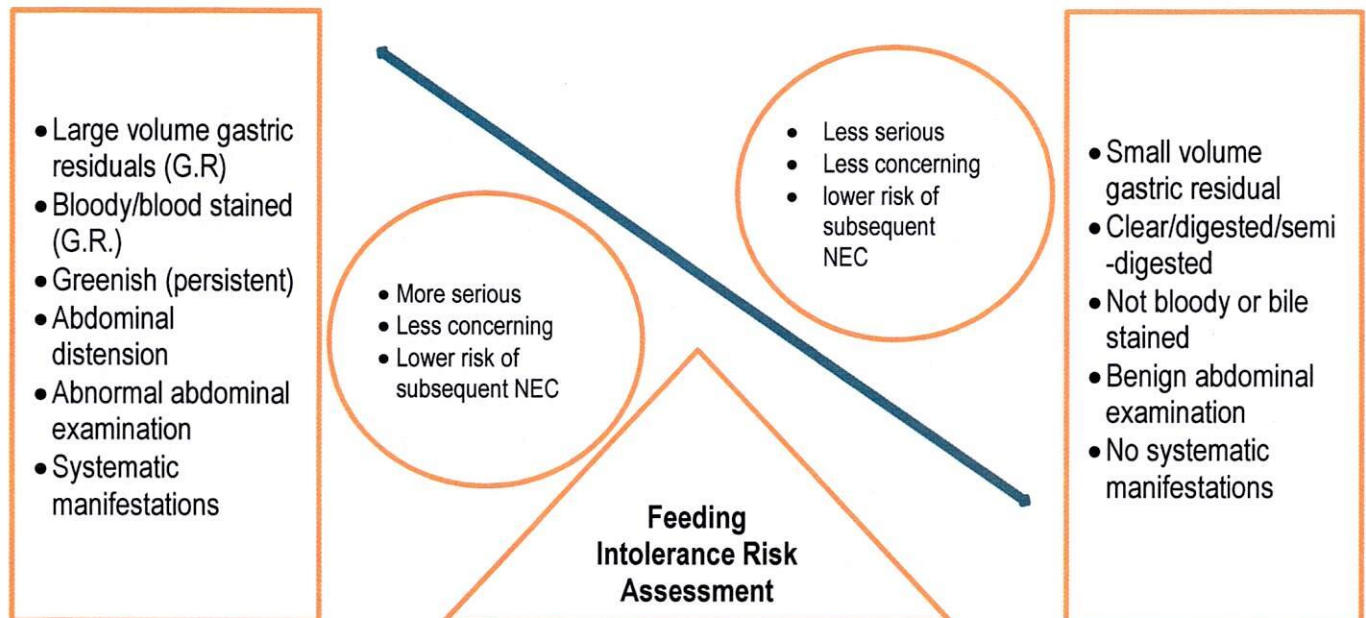 • Large volume gastric
residuals (G.R)
• Bloody/blood stained
(G.R.)
• Greenish (persistent)
• Abdominal
distension
• Abnormal abdominal
examination
• Systematic
manifestations
• More serious
• Less concerning
• Lower risk of
subsequent NEC
• Less serious
• Less concerning
• lower risk of
subsequent
NEC
• Small volume
gastric residual
• Clear/digested/semi
-digested
• Not bloody or bile
stained
• Benign abdominal
examination
• No systematic
manifestations
Feeding
Intolerance Risk
Assessment